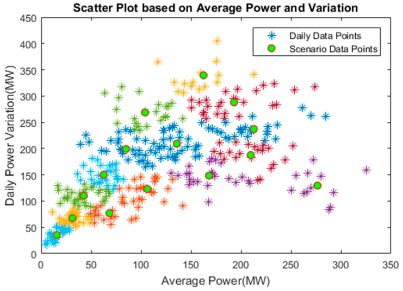 Scatter Plot based on Average Power and Variation
Daily Power Variation(MW)
450
400
350
300
250
200
150
100
50
0
Daily Data Points
Scenario Data Points
0 50 100 150 200 250 300 350
Average Power(MW)